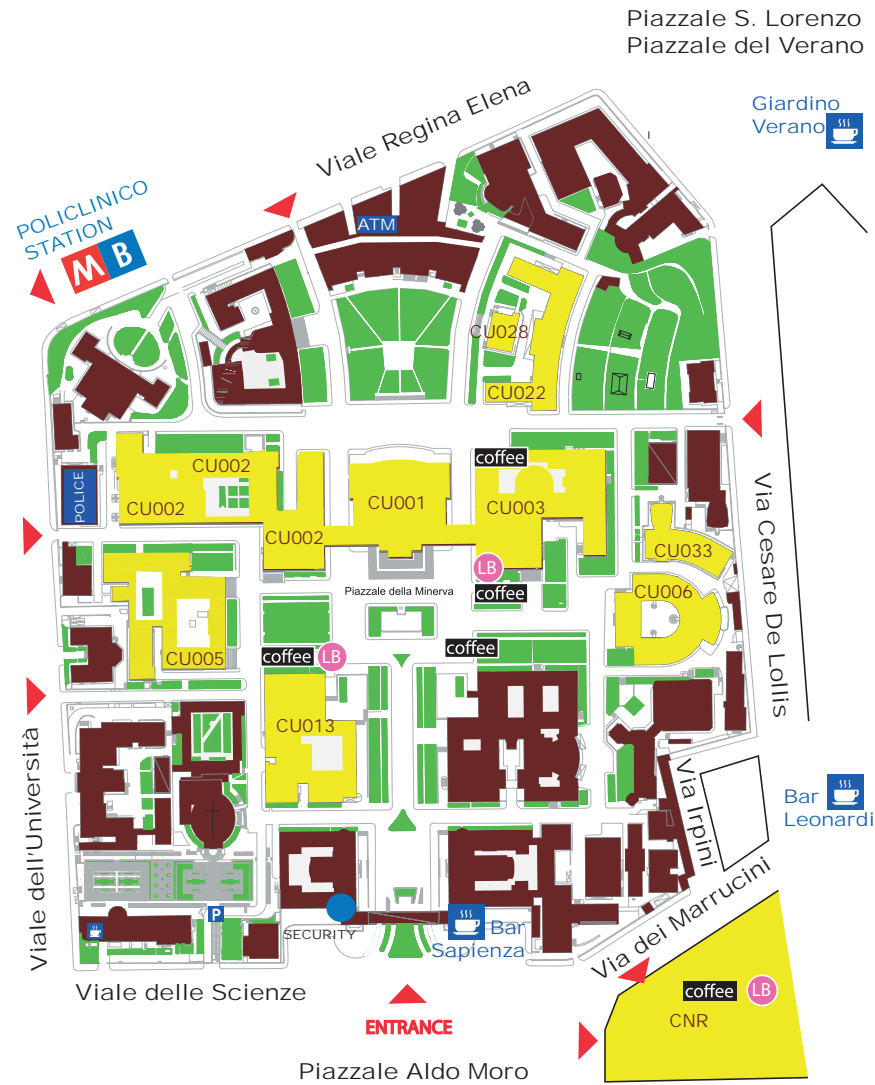 Piazzale S. Lorenzo
Piazzale del Verano
Giardino
Verano
Viale Regina Elena
POLICLINICO
STATION
M B
ATM
CU028
CU022
coffee
CU002
CU002
CU001
CU003
POLICE
CU002
CU033
LB
coffee
Piazzale della Minerva
CU006
coffee
coffee LB
CU005
CU013
Via Cesare De Lollis
Viale dell'Università
Via Irpini
Bar
Leonardi
P
SECURITY
Bar
Sapienza
Via dei Marrucini
Viale delle Scienze
coffee LB
CNR
ENTRANCE
Piazzale Aldo Moro